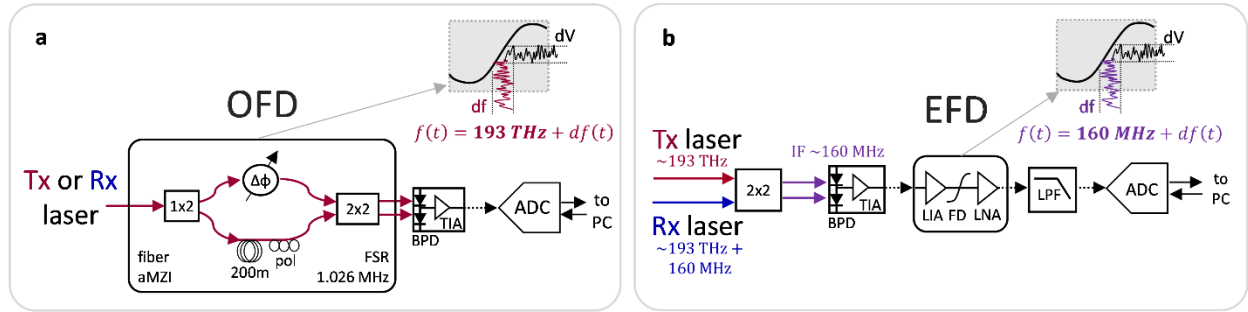 a
dV
df
OFD
f(t) = 193 THz + df(t)
Tx or Rx
laser
1x2
Δϕ
2x2
200m
pol
fiber
aMZI
FSR
1.026 MHz
BPD
TIA
ADC
to
PC
b
dV
df
EFD
f(t) = 160 MHz + df(t)
Tx laser
~193 THz
IF ~160 MHz
2x2
Rx laser
~193 THz +
160 MHz
BPD
TIA
LIA FD LNA
LPF
ADC
to
PC